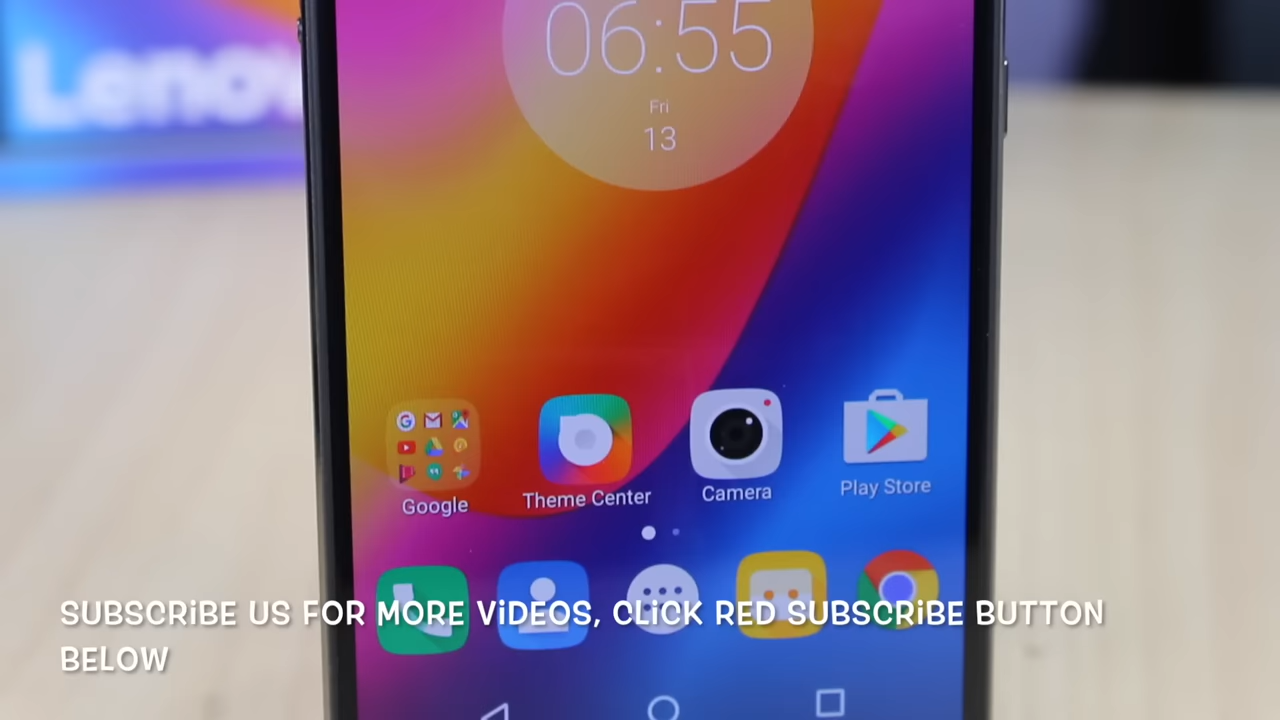 06:55
Fri
13
Google
Theme Center
Camera
Play Store
SUBSCRIBE US FOR MORE VIDEOS, CLICK RED SUBSCRIBE BUTTON
BELOW